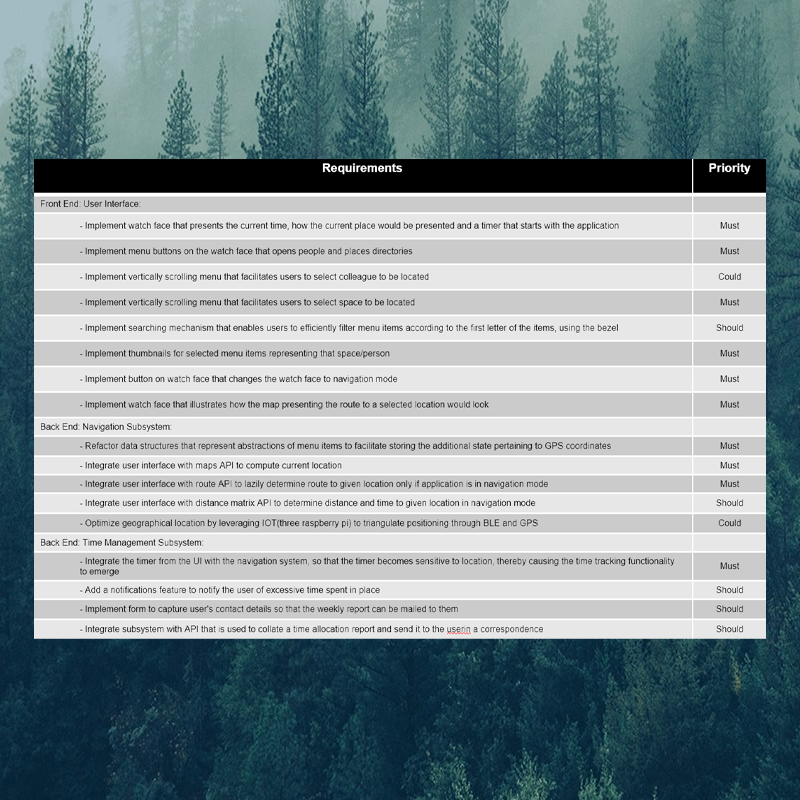 Requirements Priority
Front End: User Interface:
- Implement watch face that presents the current time, how the current place would be presented and a timer that starts with the application Must
- Implement menu buttons on the watch face that opens people and places directories Must
- Implement vertically scrolling menu that facilitates users to select colleague to be located Could
- Implement vertically scrolling menu that facilitates users to select space to be located Must
- Implement searching mechanism that enables users to efficiently filter menu items according to the first letter of the items, using the bezel Should
- Implement thumbnails for selected menu items representing that space/person Must
- Implement button on watch face that changes the watch face to navigation mode Must
- Implement watch face that illustrates how the map presenting the route to a selected location would look Must
Back End: Navigation Subsystem:
- Refactor data structures that represent abstractions of menu items to facilitate storing the additional state pertaining to GPS coordinates Must
- Integrate user interface with maps API to compute current location Must
- Integrate user interface with route API to lazily determine route to given location only if application is in navigation mode Must
- Integrate user interface with distance matrix API to determine distance and time to given location in navigation mode Should
- Optimize geographical location by leveraging IOT(three raspberry pi) to triangulate positioning through BLE and GPS Could
Back End: Time Management Subsystem:
- Integrate the timer from the UI with the navigation system, so that the timer becomes sensitive to location, thereby causing the time tracking functionality
to emerge Must
- Add a notifications feature to notify the user of excessive time spent in place Should
- Implement form to capture user's contact details so that the weekly report can be mailed to them Should
- Integrate subsystem with API that is used to collate a time allocation report and send it to the userin a correspondence Should